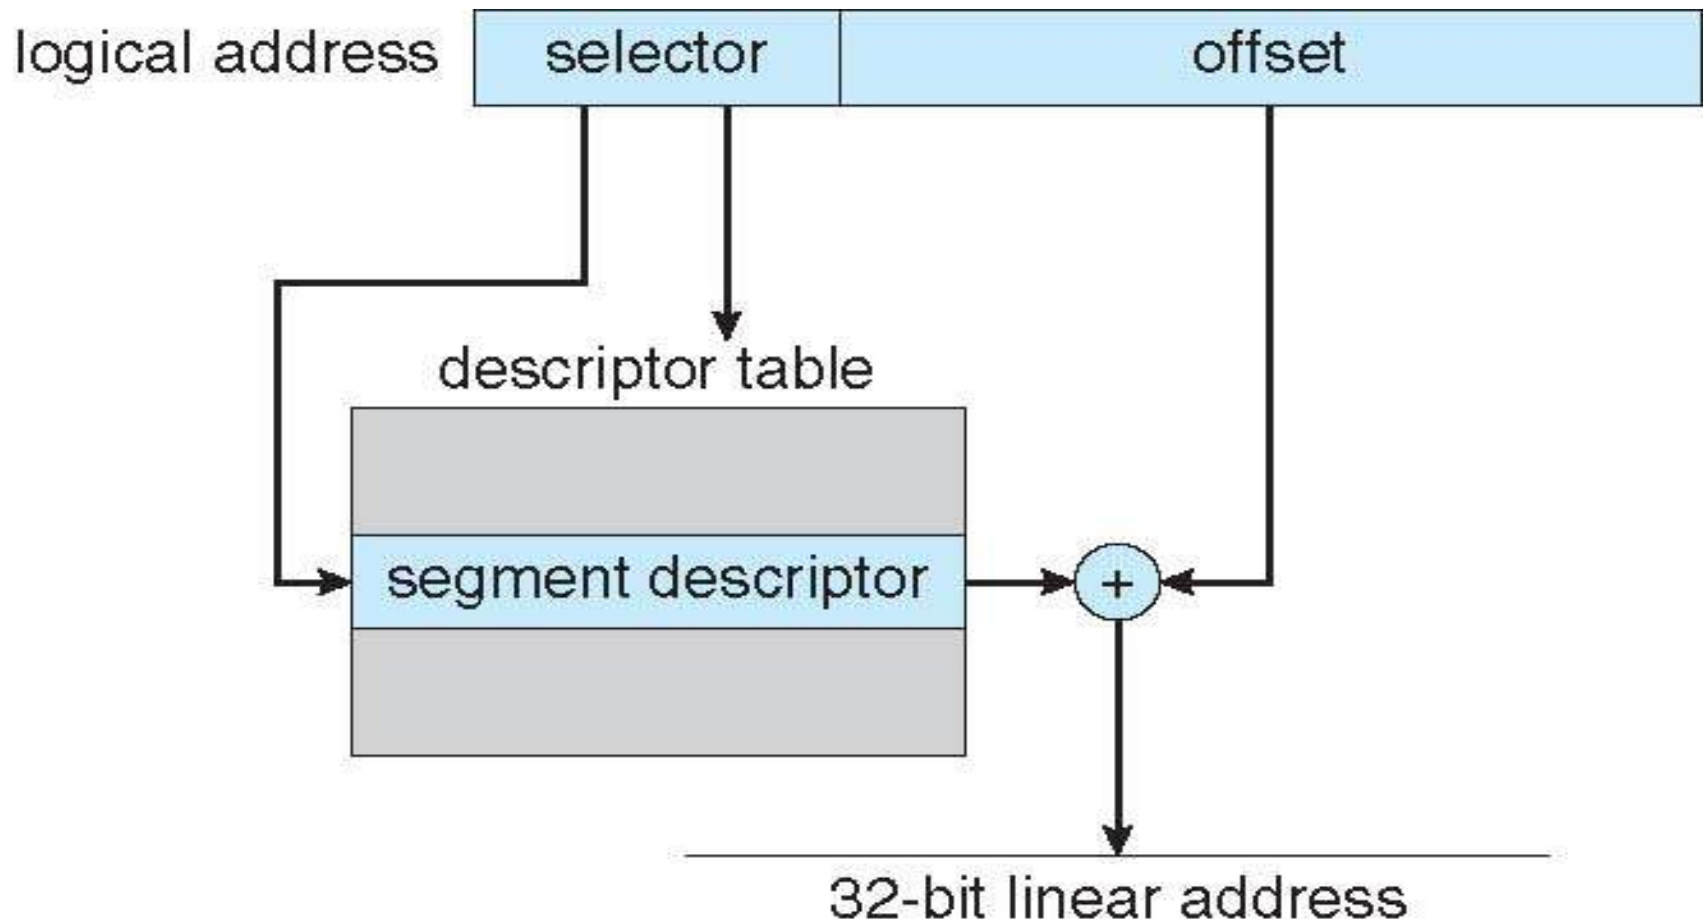 logical address selector offset
descriptor table
segment descriptor +
32-bit linear address